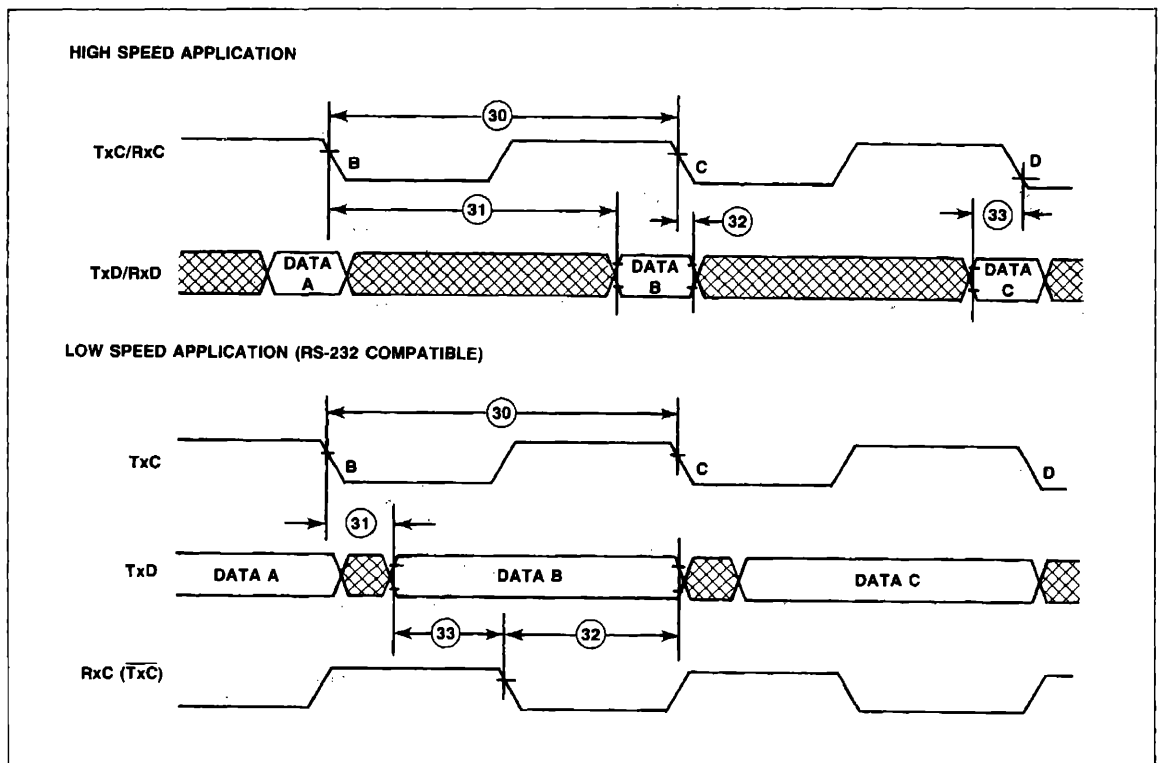 HIGH SPEED APPLICATION
30
TxC/RxC
B
C
D
31
32
33
TxD/RxD
DATA A
DATA B
DATA C
LOW SPEED APPLICATION (RS-232 COMPATIBLE)
30
TxC
B
C
D
31
TxD
DATA A
DATA B
DATA C
33
32
RxC (T̅x̅C̅)